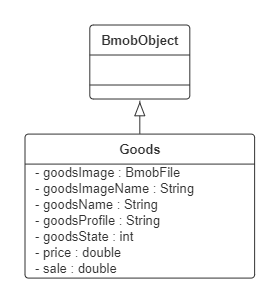 BmobObject
Goods
- goodsImage : BmobFile
- goodsImageName : String
- goodsName : String
- goodsProfile : String
- goodsState : int
- price : double
- sale : double